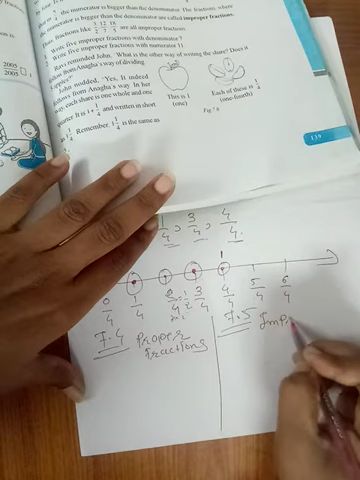 the numerator is bigger than the denominator. The fractions, where
the numerator is bigger than the denominator are called improper fractions.
Thus, fractions like 3/2, 12/7, 18/5 are all improper fractions.
Write five improper fractions with denominator 7
Write five improper fractions with numerator 11
Ravi reminded John. What is the other way of writing the share? Does it
follow from Anagha's way of dividing
5 apples?
John nodded, "Yes, It indeed
follows from Anagha's way. In her
way, each share is one whole and one
quarter. It is 1 + 1/4 and written in short
as 1 1/4. Remember, 1 1/4 is the same as
This is 1
(one)
Each of these is 1/4
(one-fourth)
2005
2005
139
1/4 > 3/4 > 4/4
1
0/4 1/4 3/4 4/4 5/4 6/4
7.4 Proper
fractions
7.5 Imp